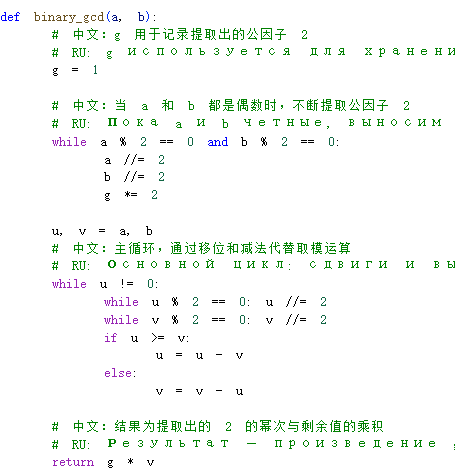 def binary_gcd(a, b):
# 中文：g 用于记录提取出的公因子 2
# RU: g используется для хранени
g = 1
# 中文：当 a 和 b 都是偶数时，不断提取公因子 2
# RU: Пока a и b четные, выносим
while a % 2 == 0 and b % 2 == 0:
a //= 2
b //= 2
g *= 2
u, v = a, b
# 中文：主循环，通过移位和减法代替取模运算
# RU: Основной цикл: сдвиги и вы
while u != 0:
while u % 2 == 0: u //= 2
while v % 2 == 0: v //= 2
if u >= v:
u = u - v
else:
v = v - u
# 中文：结果为提取出的 2 的幂次与剩余值的乘积
# RU: Результат — произведение
return g * v